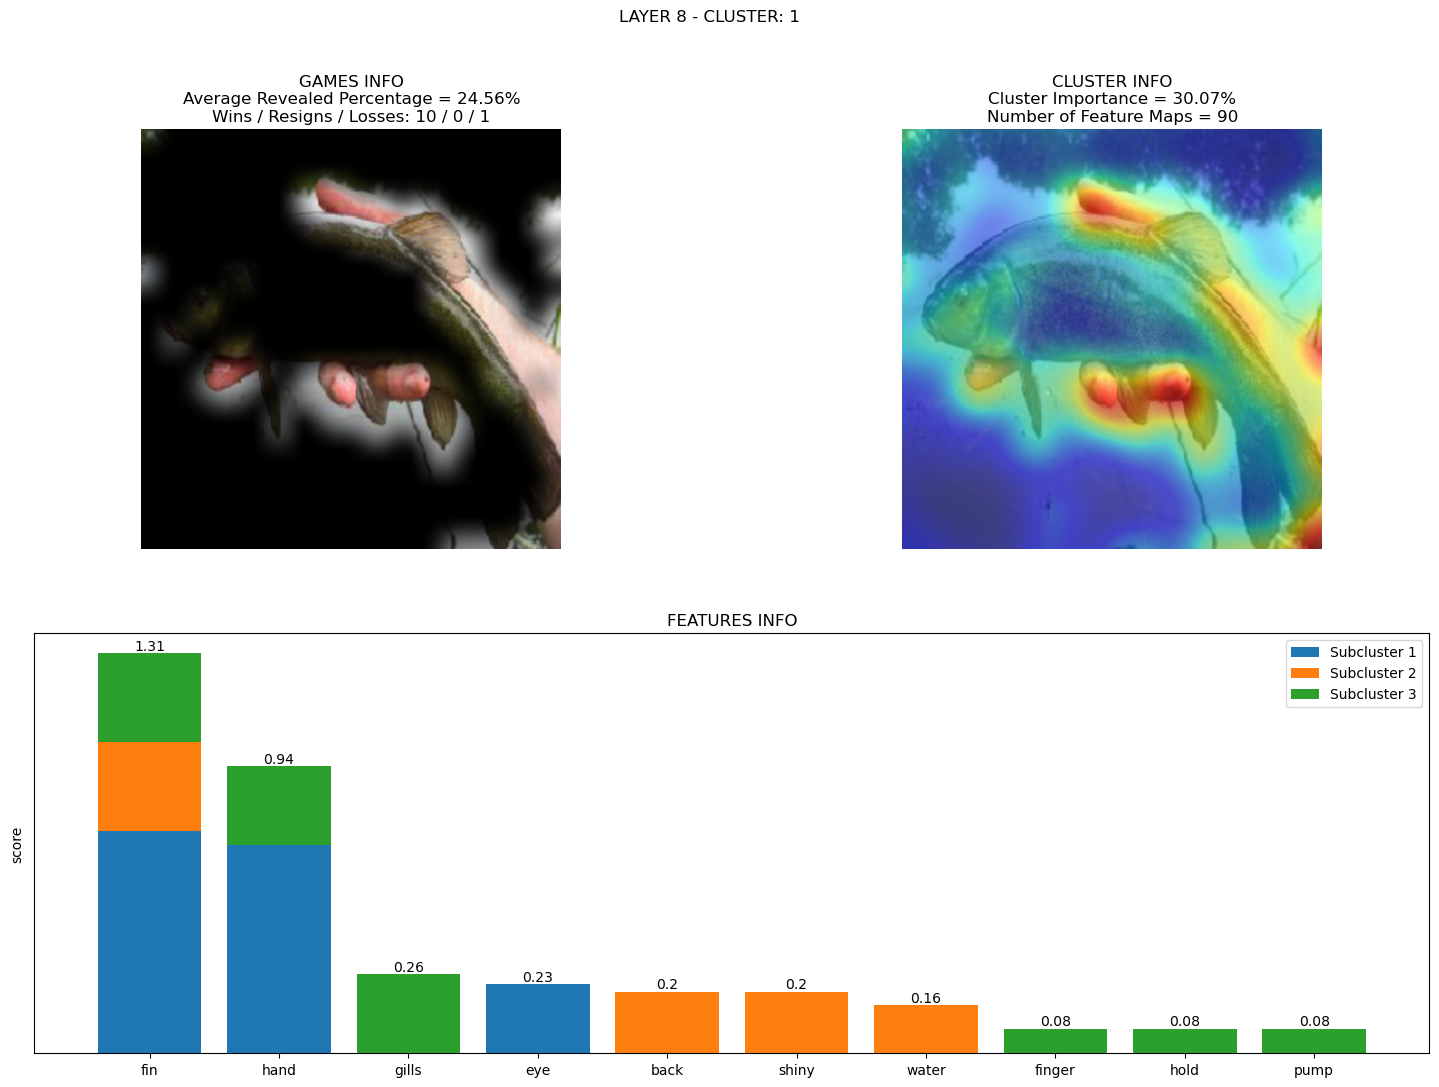 LAYER 8 - CLUSTER: 1
GAMES INFO
Average Revealed Percentage = 24.56%
Wins / Resigns / Losses: 10 / 0 / 1
CLUSTER INFO
Cluster Importance = 30.07%
Number of Feature Maps = 90
FEATURES INFO
score
1.31
0.94
0.26
0.23
0.2
0.2
0.16
0.08
0.08
0.08
Subcluster 1
Subcluster 2
Subcluster 3
fin
hand
gills
eye
back
shiny
water
finger
hold
pump